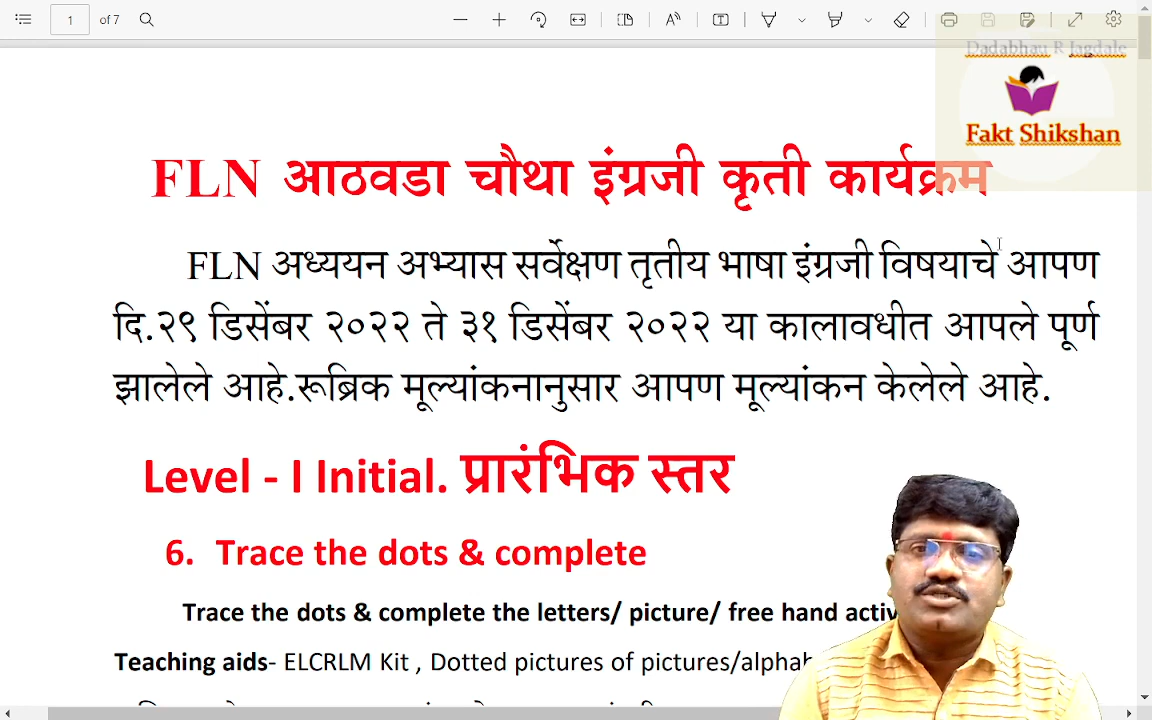 1 of 7
Dadabhau R Jagdale
Fakt Shikshan
FLN आठवडा चौथा इंग्रजी कृती कार्यक्रम
FLN अध्ययन अभ्यास सर्वेक्षण तृतीय भाषा इंग्रजी विषयाचे आपण
दि.२९ डिसेंबर २०२२ ते ३१ डिसेंबर २०२२ या कालावधीत आपले पूर्ण
झालेले आहे.रूब्रिक मूल्यांकनानुसार आपण मूल्यांकन केलेले आहे.
Level - I Initial. प्रारंभिक स्तर
6. Trace the dots & complete
Trace the dots & complete the letters/ picture/ free hand
Teaching aids- ELCRLM Kit , Dotted pictures of